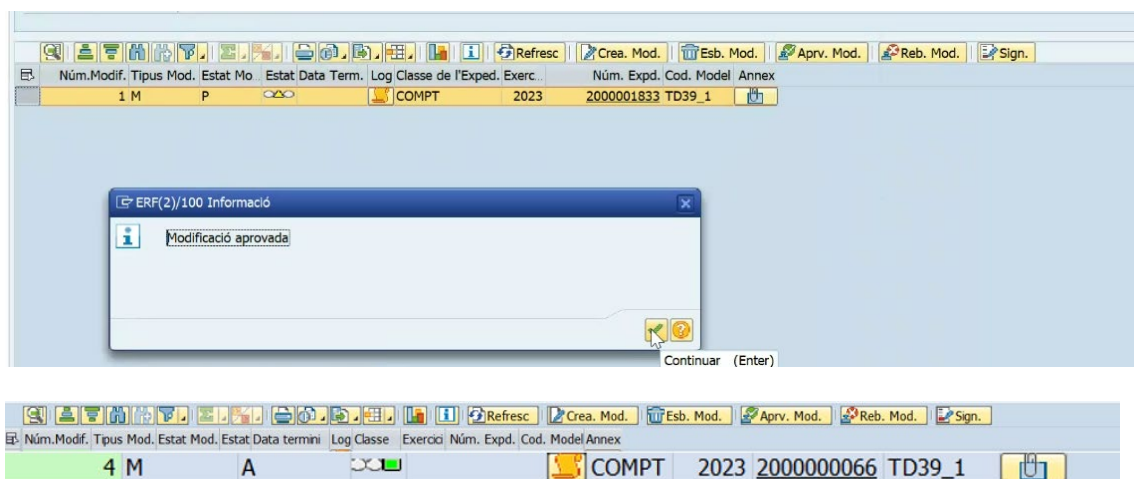 Refresc Crea. Mod. Esb. Mod. Aprv. Mod. Reb. Mod. Sign.
Núm.Modif. Tipus Mod. Estat Mo... Estat Data Term. Log Classe de l'Exped. Exerc... Núm. Expd. Cod. Model Annex
1 M P COMPT 2023 2000001833 TD39_1
ERF(2)/100 Informació
Modificació aprovada
Continuar (Enter)
Refresc Crea. Mod. Esb. Mod. Aprv. Mod. Reb. Mod. Sign.
Núm.Modif. Tipus Mod. Estat Mod. Estat Data termini Log Classe Exercici Núm. Expd. Cod. Model Annex
4 M A COMPT 2023 2000000066 TD39_1